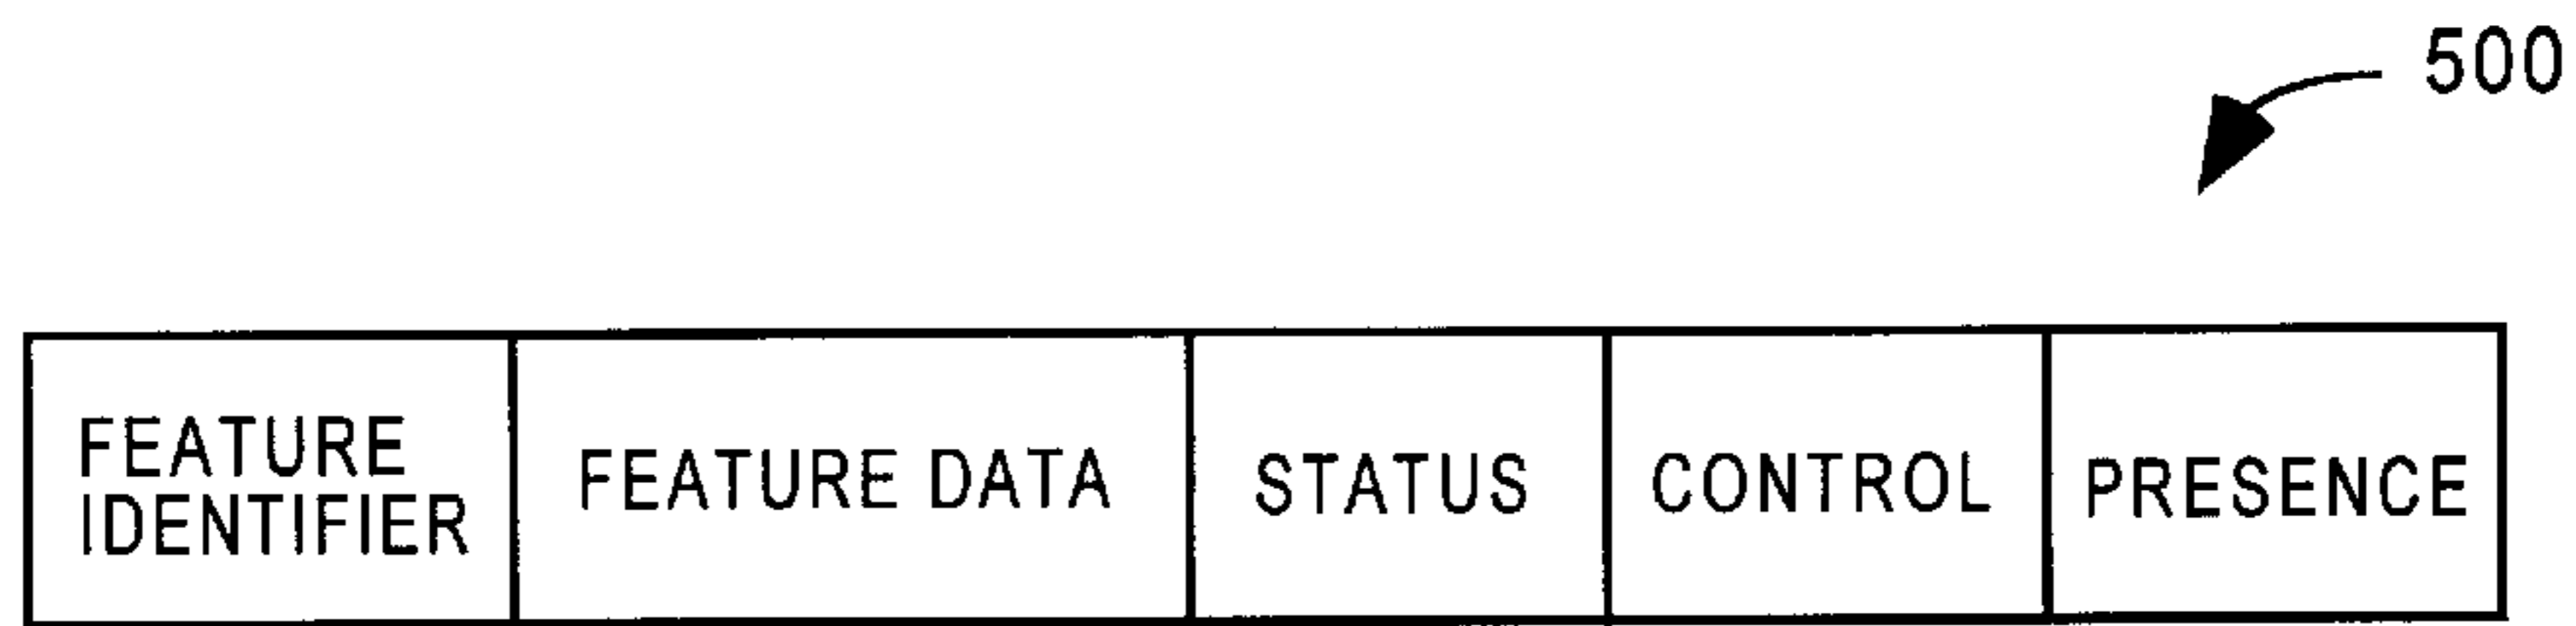 500
FEATURE
IDENTIFIER
FEATURE DATA
STATUS
CONTROL
PRESENCE